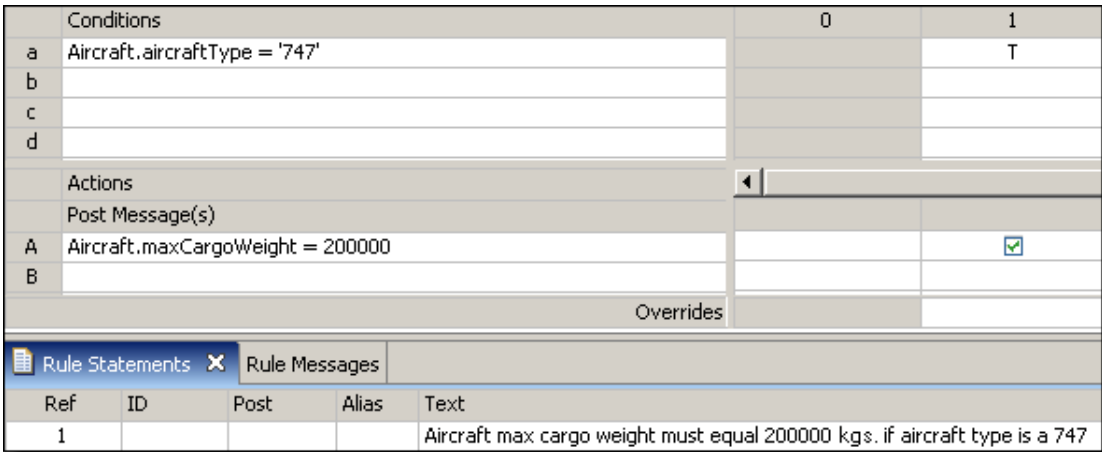 Conditions 0 1
a Aircraft.aircraftType = '747' T
b
c
d
Actions
Post Message(s)
A Aircraft.maxCargoWeight = 200000
B
Overrides
Rule Statements Rule Messages
Ref ID Post Alias Text
1 Aircraft max cargo weight must equal 200000 kgs. if aircraft type is a 747